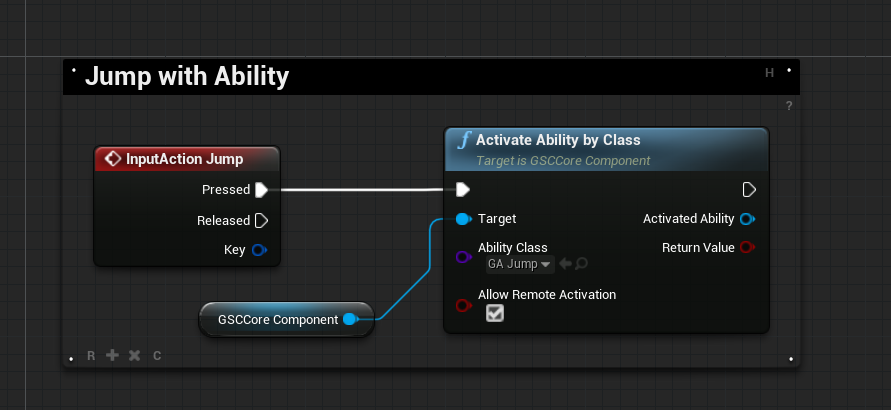 Jump with Ability
H
?
InputAction Jump
Pressed
Released
Key
f Activate Ability by Class
Target is GSCCore Component
Target
Activated Ability
Ability Class
Return Value
GA Jump
Allow Remote Activation
GSCCore Component
R C